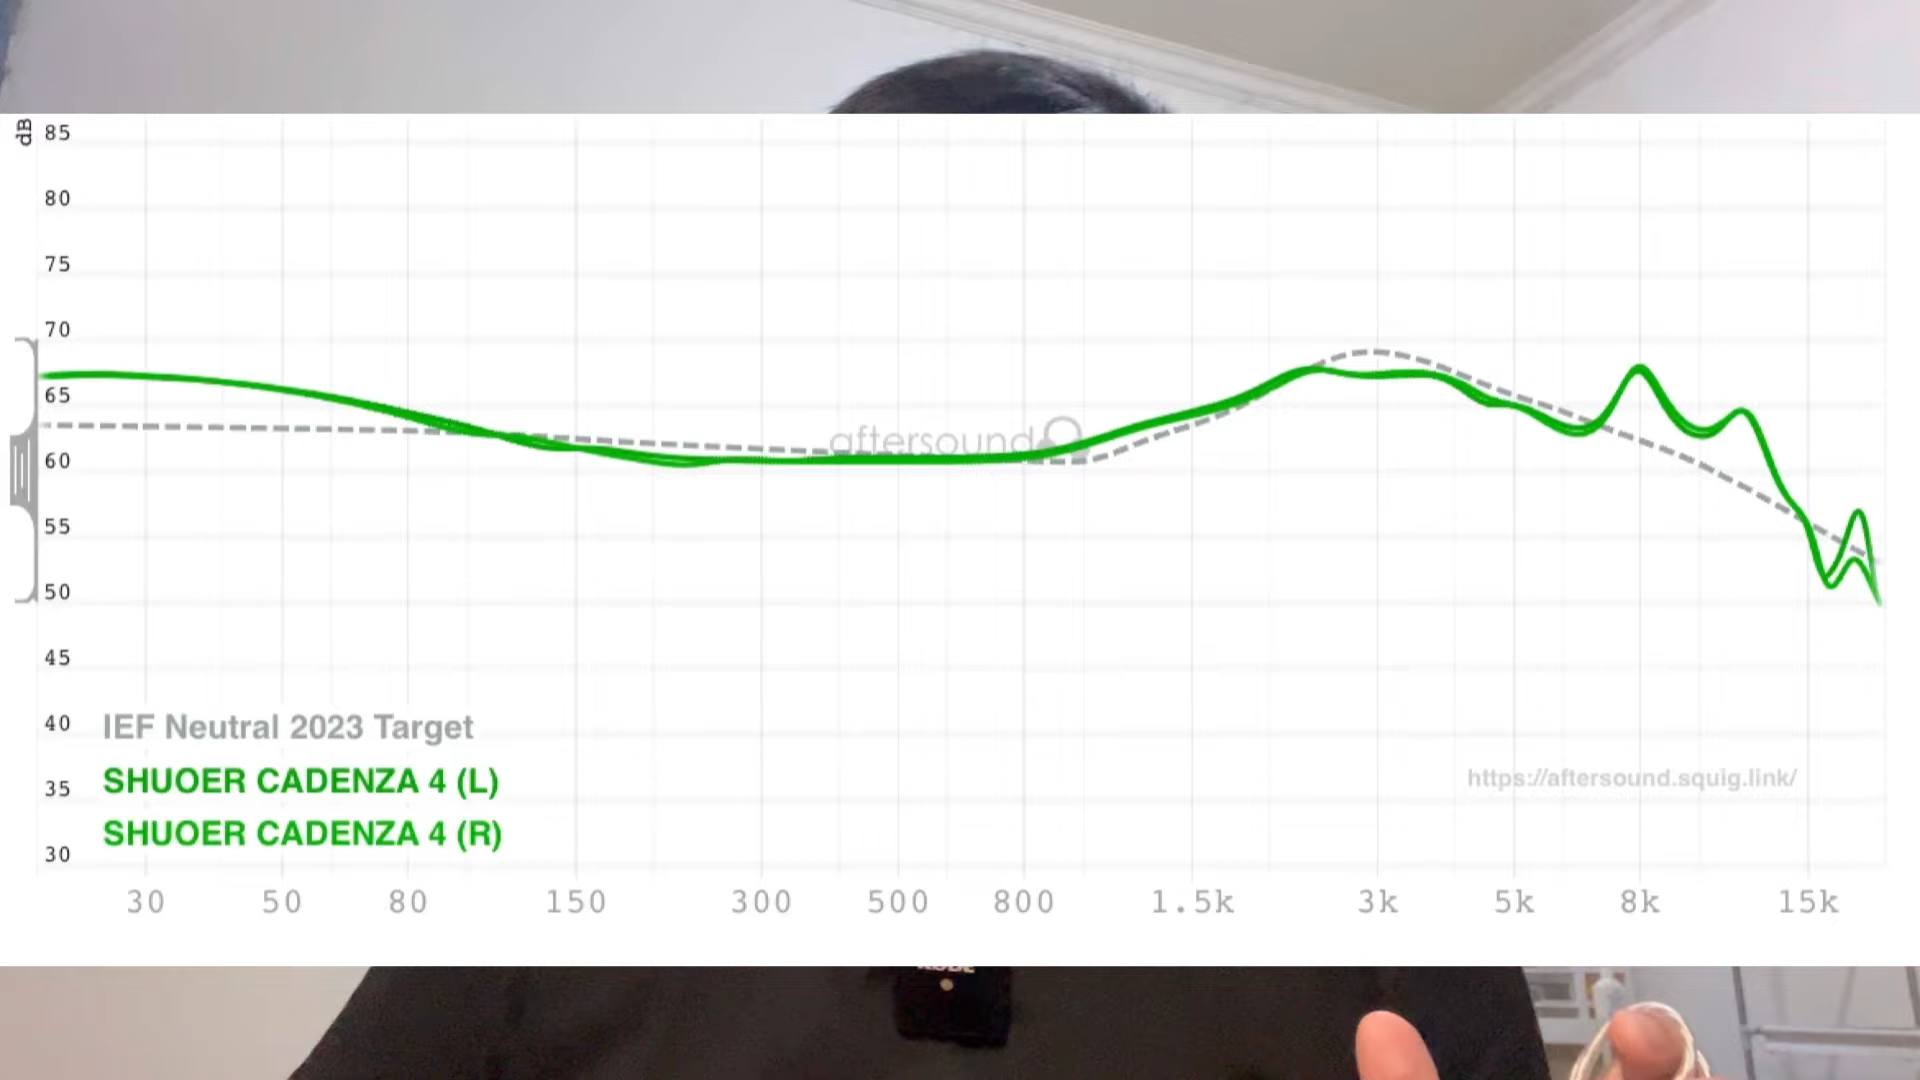 dB
85
80
75
70
65
60
55
50
45
40
35
30
aftersound
IEF Neutral 2023 Target
SHUOER CADENZA 4 (L)
SHUOER CADENZA 4 (R)
https://aftersound.squig.link/
30 50 80 150 300 500 800 1.5k 3k 5k 8k 15k